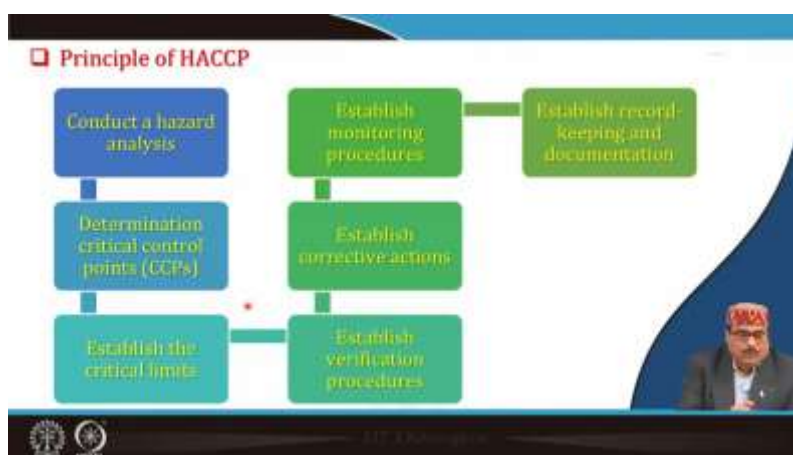 Principle of HACCP
Conduct a hazard
analysis
Determination
critical control
points (CCPs)
Establish the
critical limits
Establish
verification
procedures
Establish
corrective actions
Establish
monitoring
procedures
Establish record-
keeping and
documentation